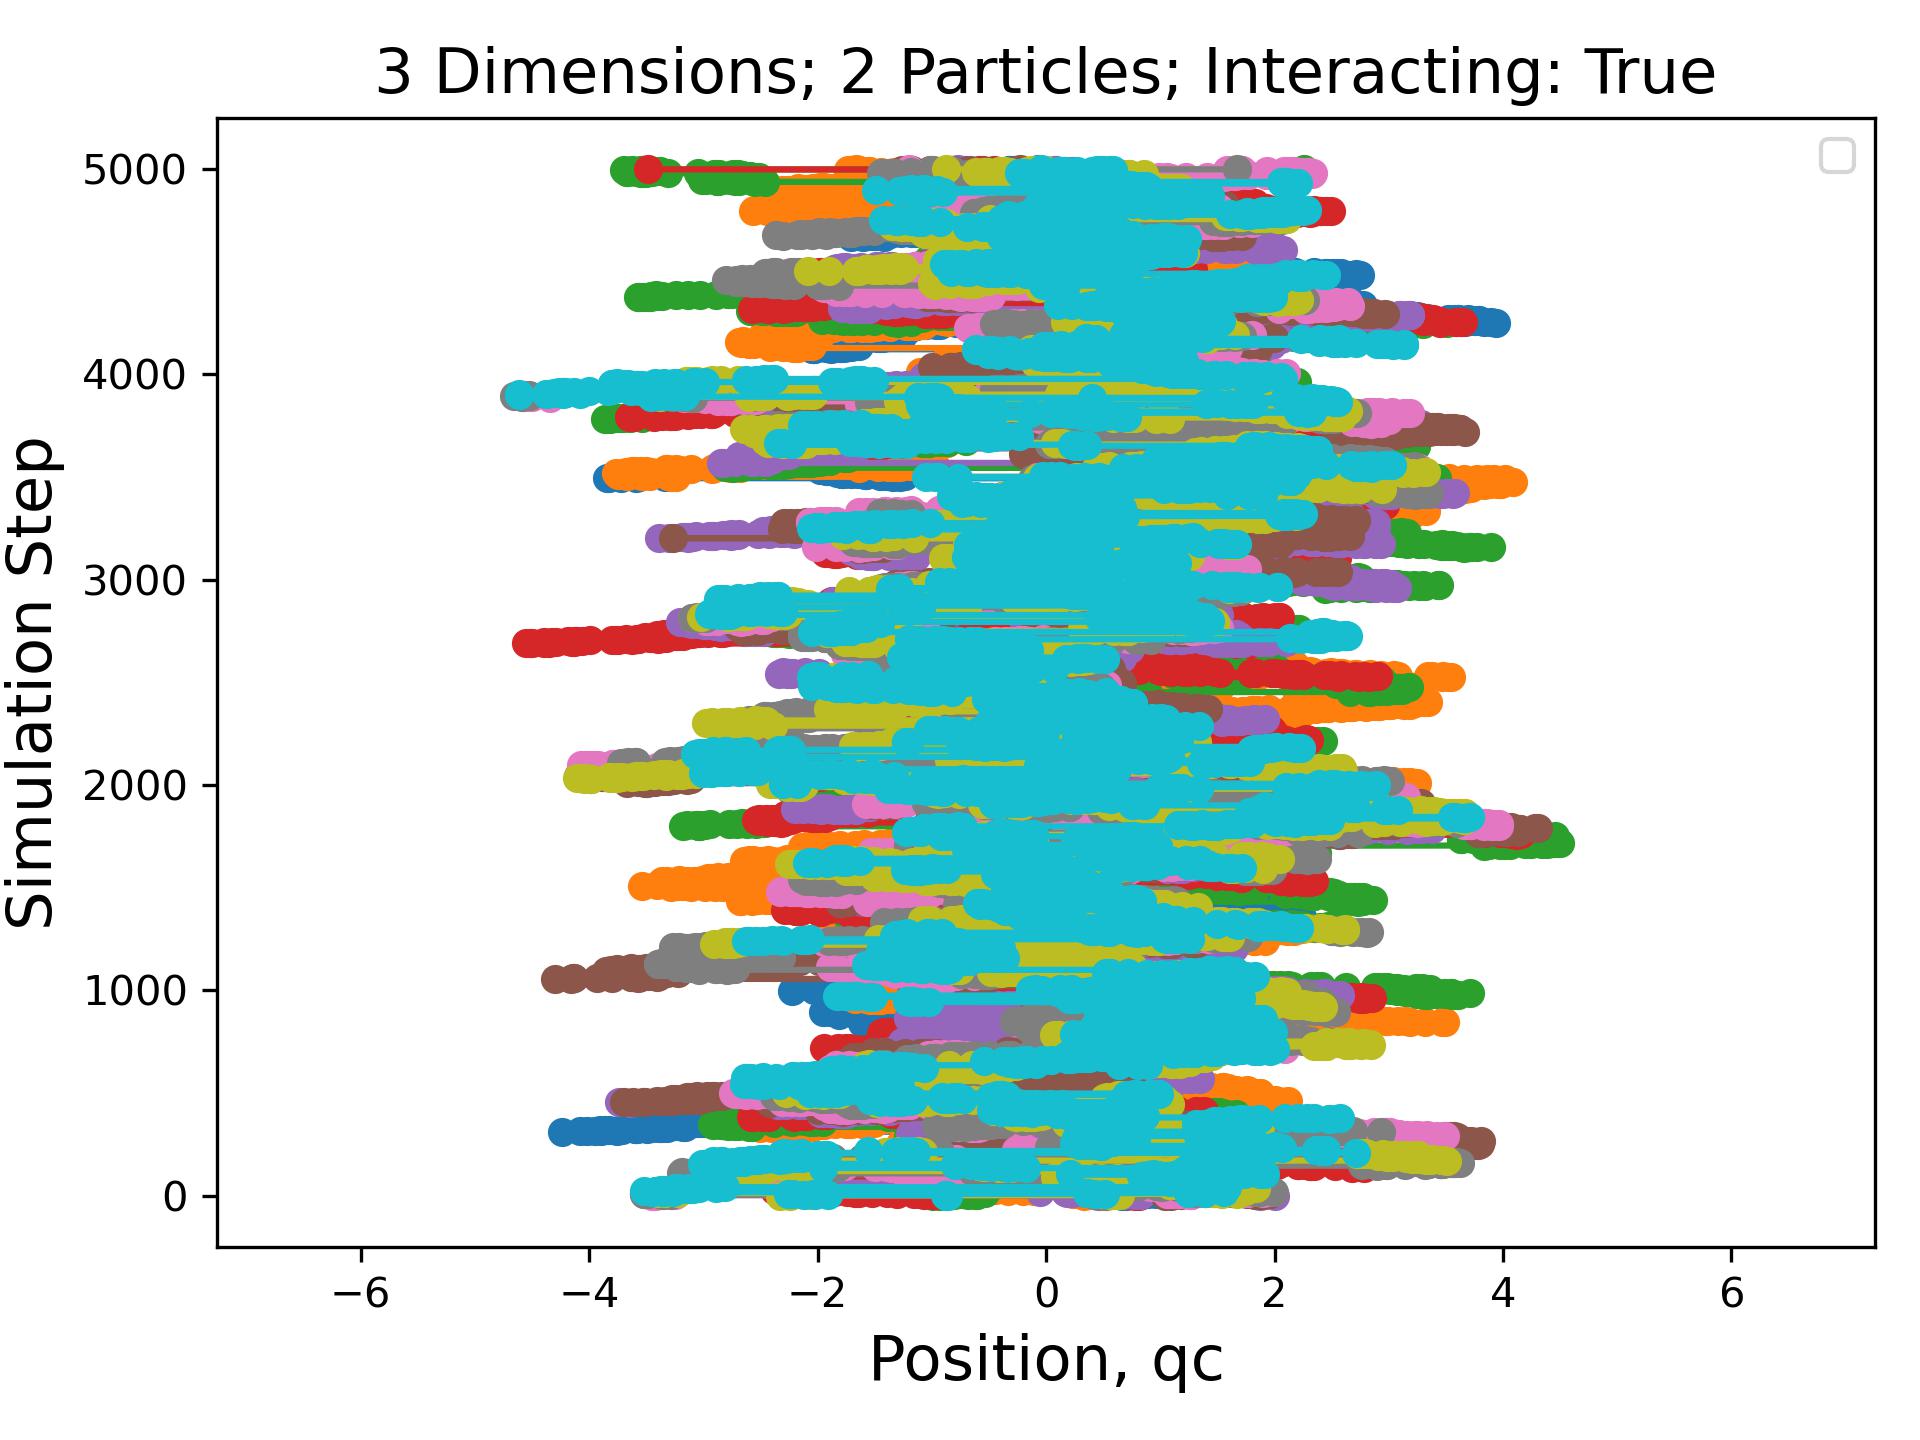 3 Dimensions; 2 Particles; Interacting: True
Simulation Step
5000
4000
3000
2000
1000
0
−6 −4 −2 0 2 4 6
Position, qc